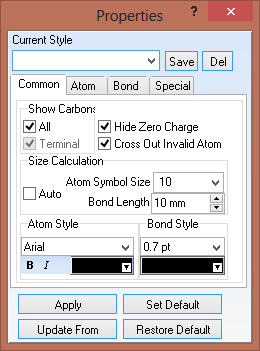 Properties ? x
Current Style
Save Del
Common Atom Bond Special
Show Carbons
All Hide Zero Charge
Terminal Cross Out Invalid Atom
Size Calculation
Auto Atom Symbol Size 10
Bond Length 10 mm
Atom Style Bond Style
Arial 0.7 pt
B I
Apply Set Default
Update From Restore Default